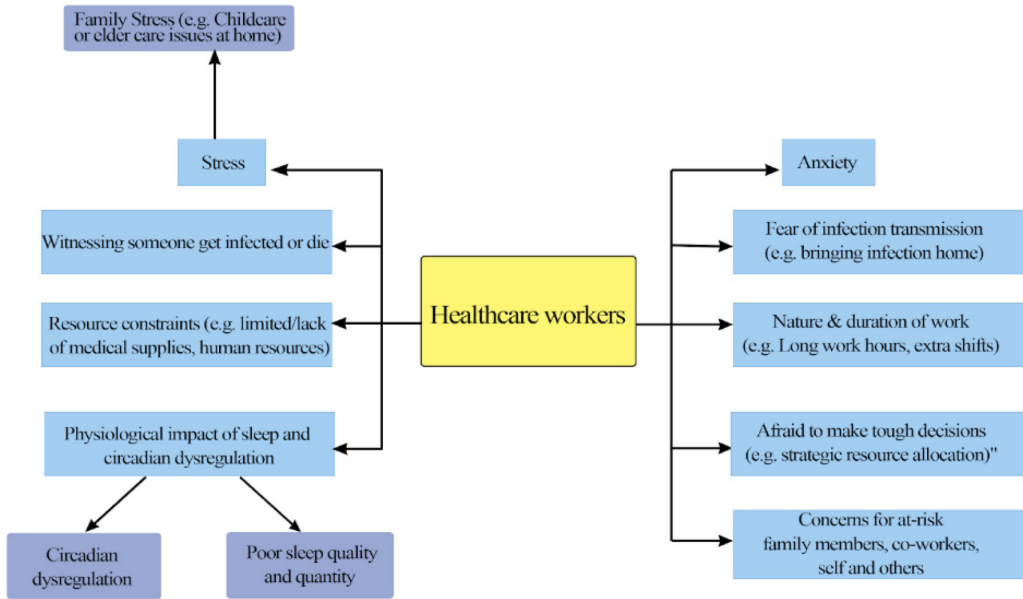 Family Stress (e.g. Childcare
or elder care issues at home)
Stress
Witnessing someone get infected or die
Resource constraints (e.g. limited/lack
of medical supplies, human resources)
Physiological impact of sleep and
circadian dysregulation
Circadian
dysregulation
Poor sleep quality
and quantity
Healthcare workers
Anxiety
Fear of infection transmission
(e.g. bringing infection home)
Nature & duration of work
(e.g. Long work hours, extra shifts)
Afraid to make tough decisions
(e.g. strategic resource allocation)"
Concerns for at-risk
family members, co-workers,
self and others